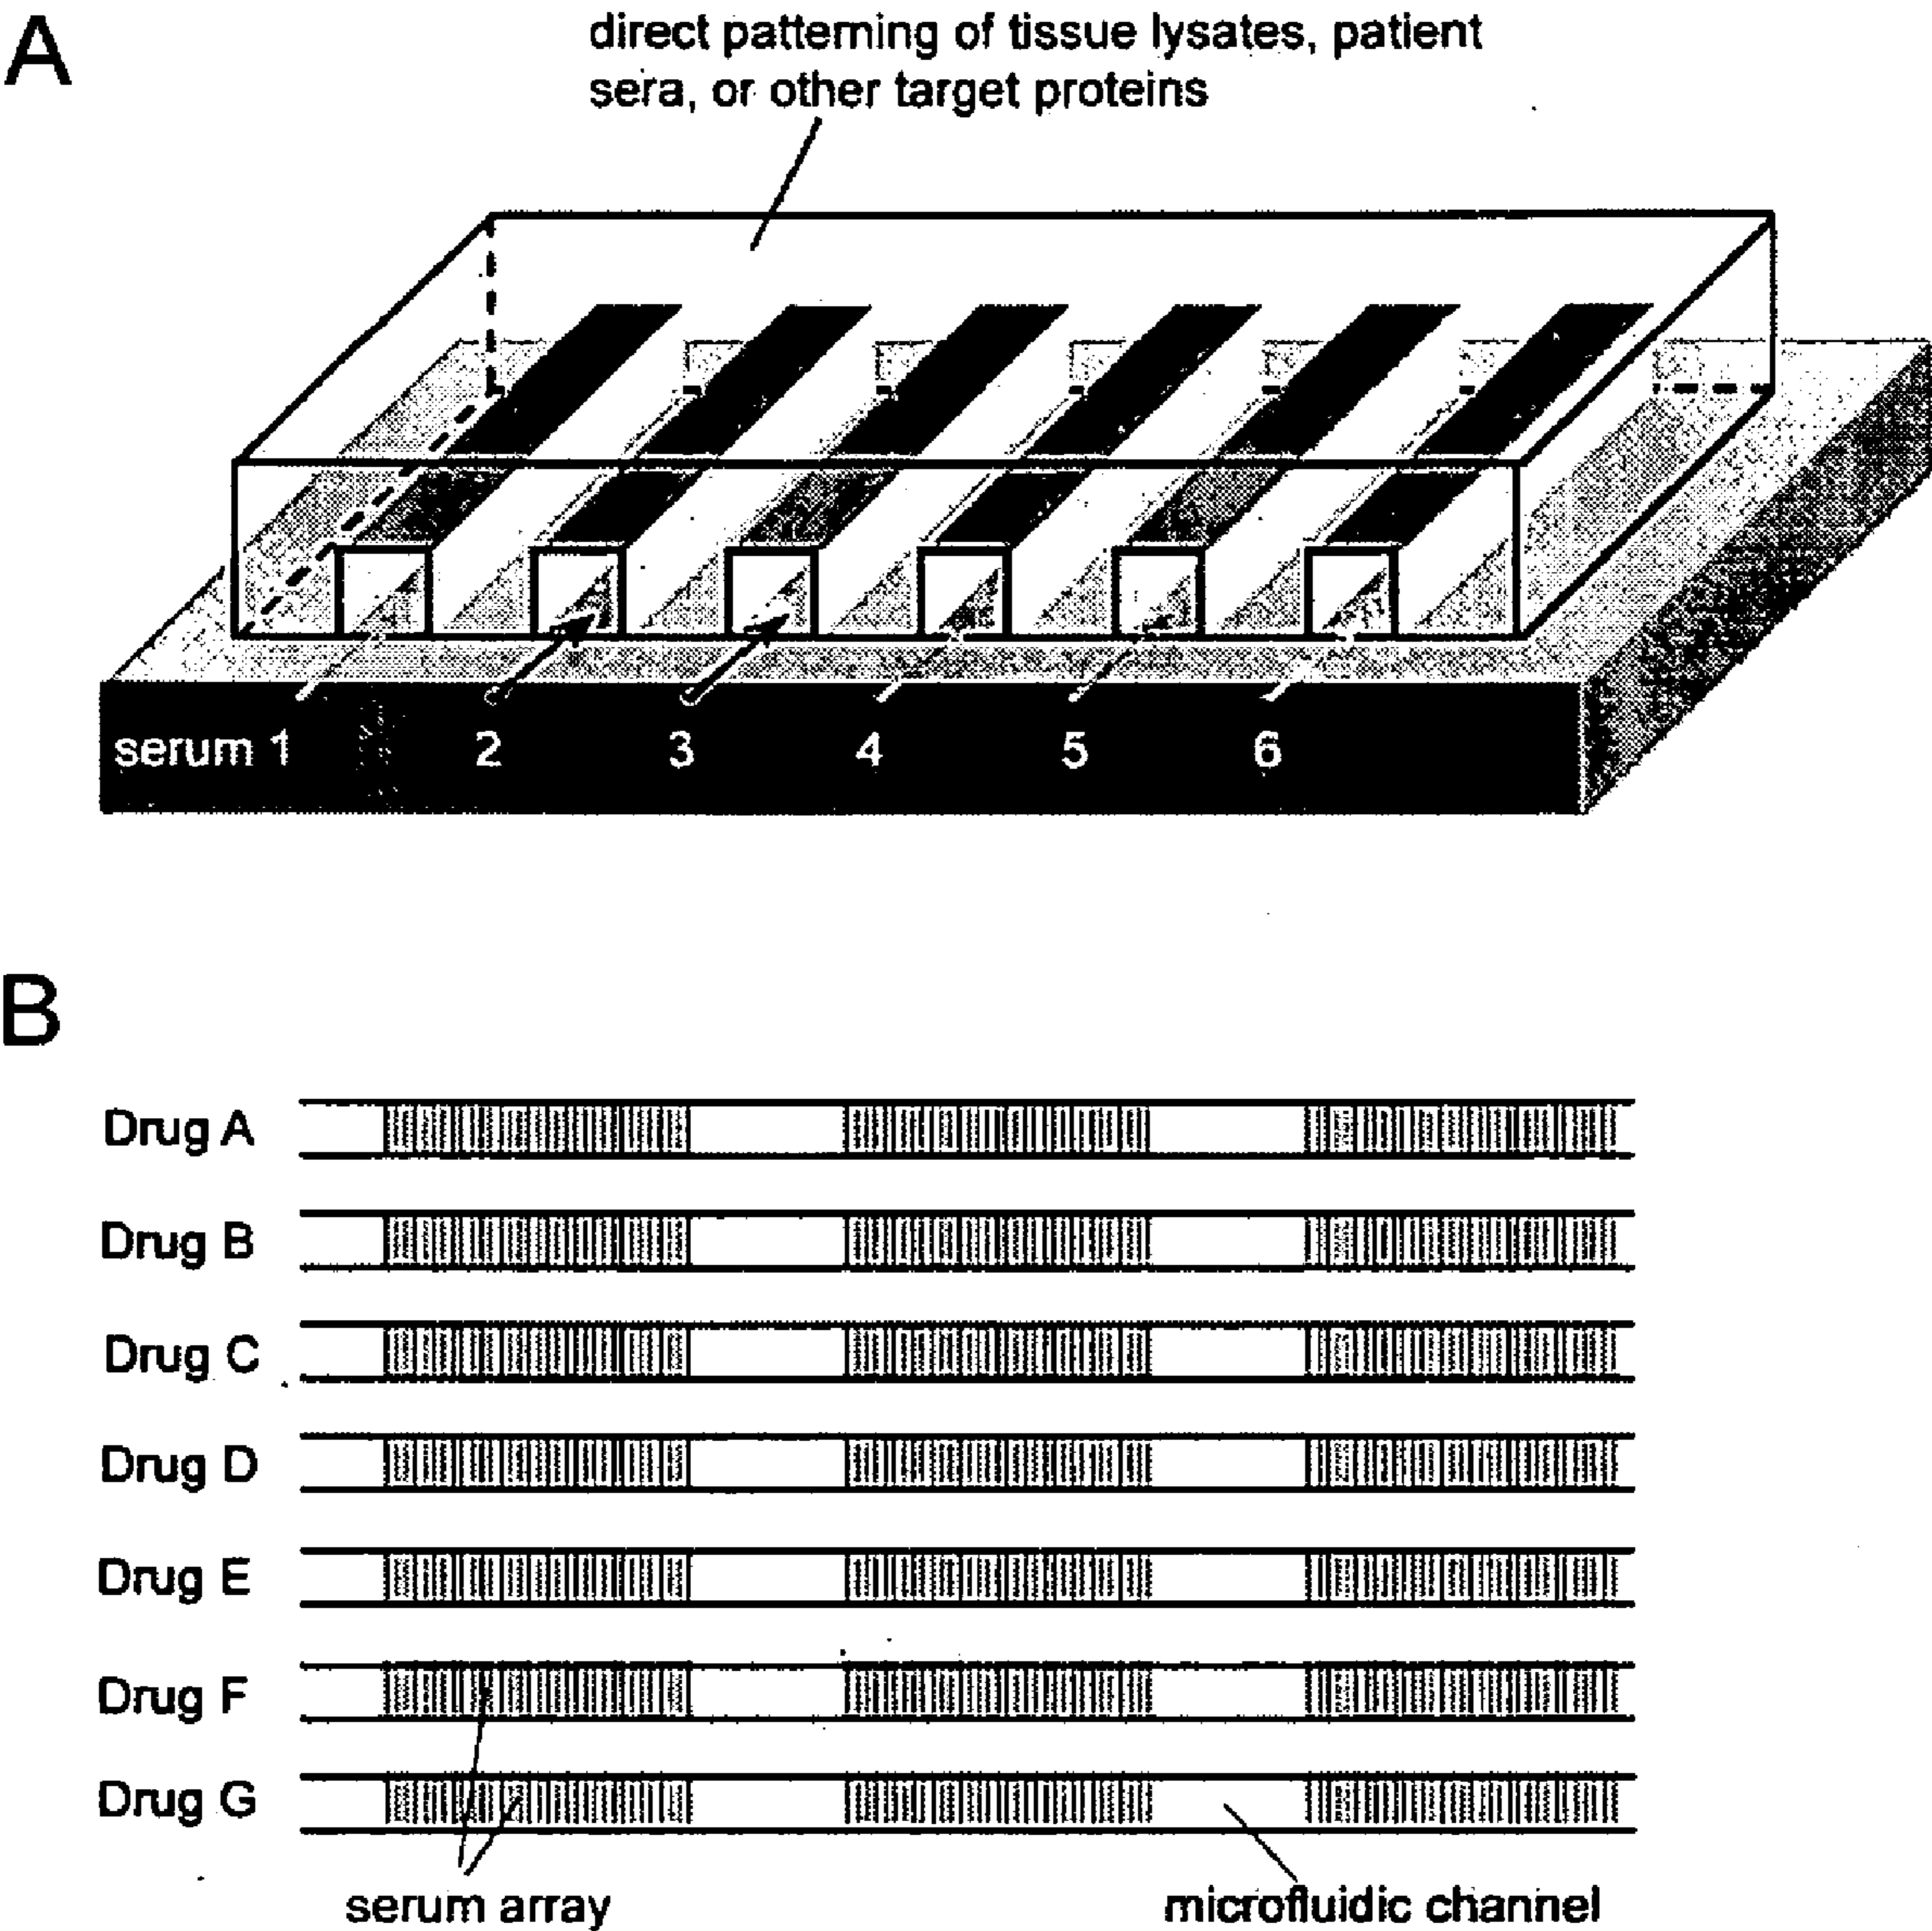 A
direct patterning of tissue lysates, patient
sera, or other target proteins
serum 1 2 3 4 5 6
B
Drug A
Drug B
Drug C
Drug D
Drug E
Drug F
Drug G
serum array
microfluidic channel